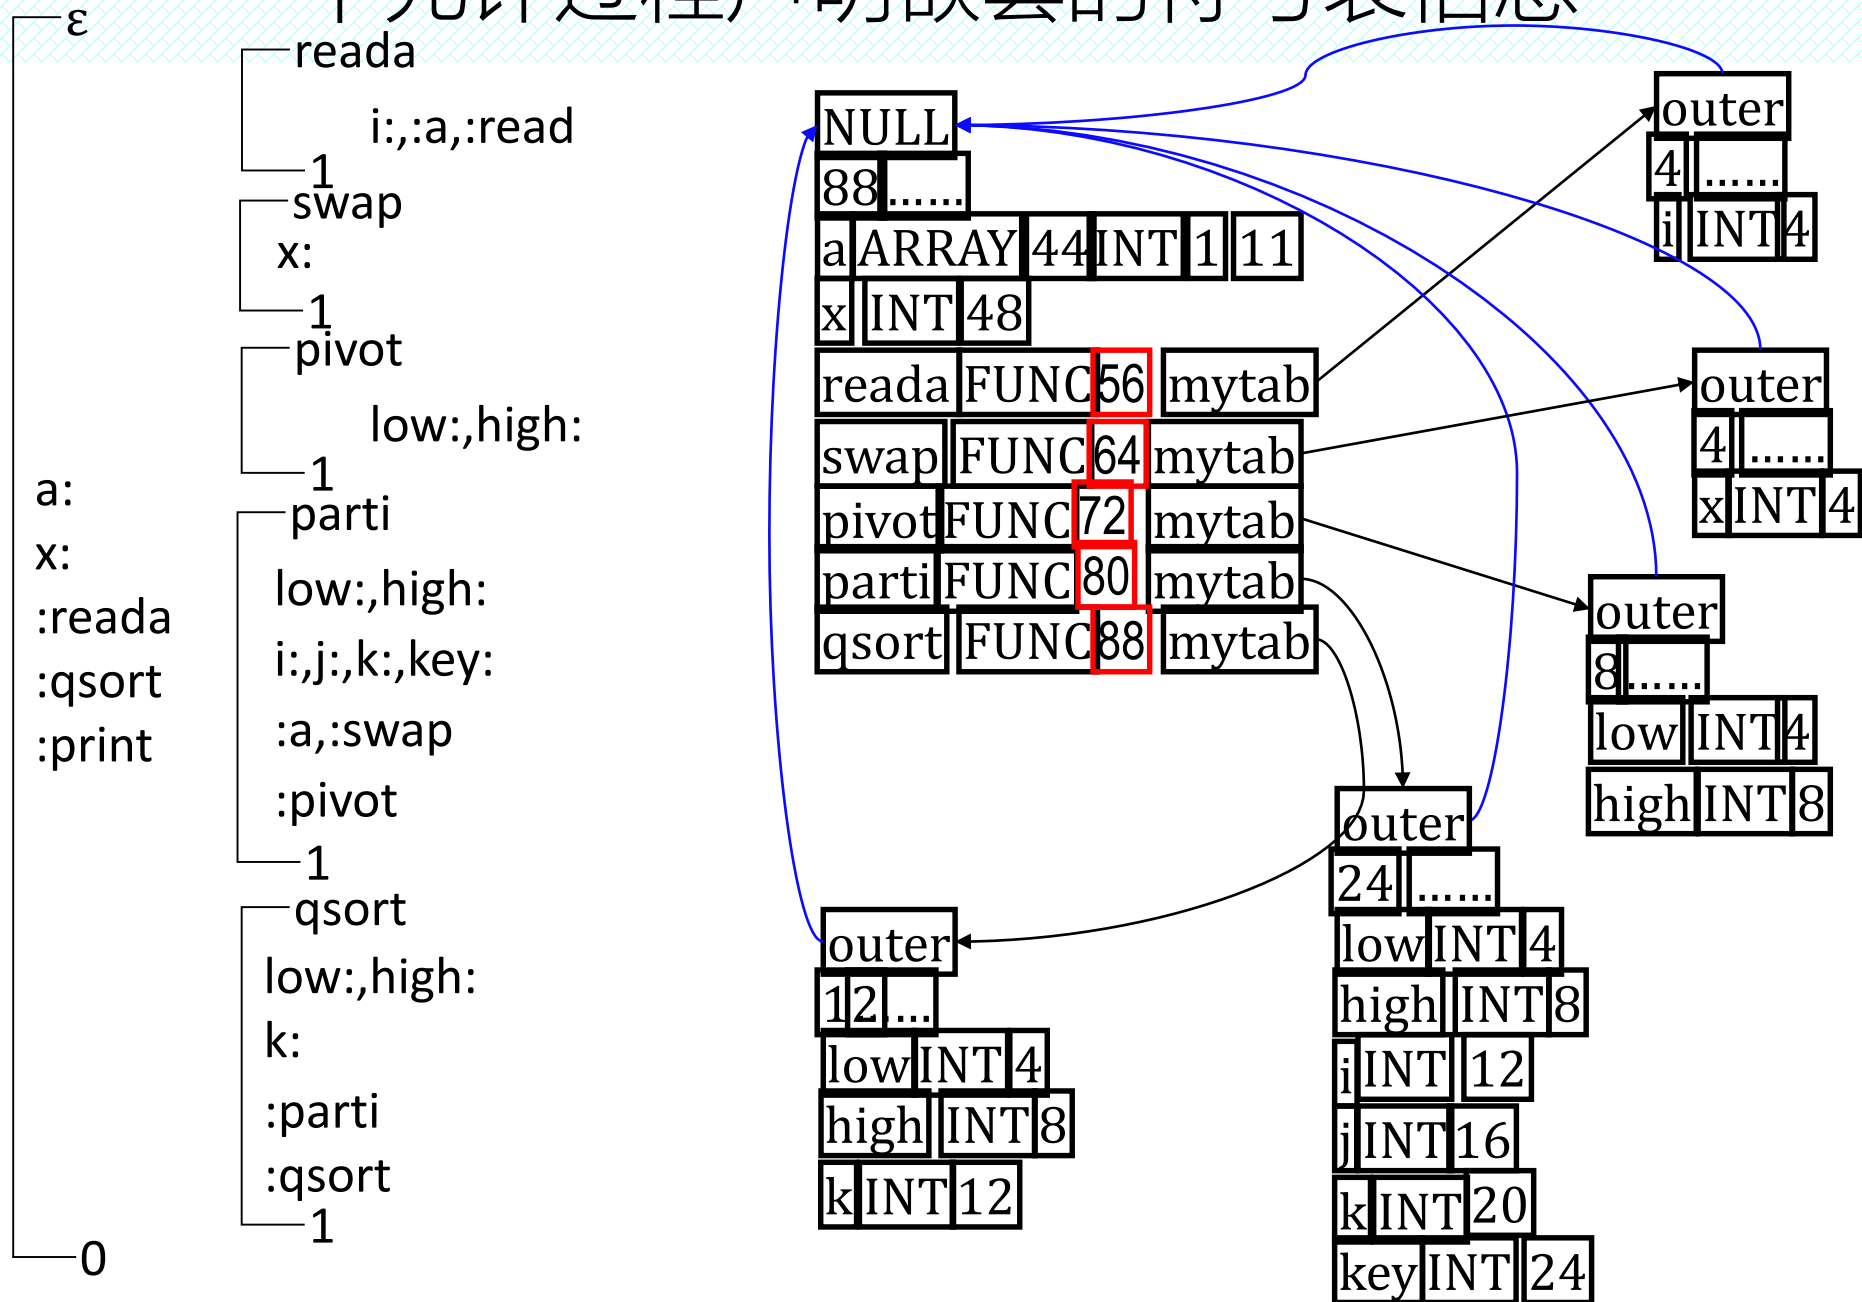 ε
reada
i:,:a,:read
1
swap
x:
1
pivot
low:,high:
1
parti
low:,high:
i:,j:,k:,key:
:a,:swap
:pivot
1
qsort
low:,high:
k:
:parti
:qsort
1
a:
x:
:reada
:qsort
:print
0
NULL
88 ......
a ARRAY 44 INT 1 11
x INT 48
reada FUNC 56 mytab
swap FUNC 64 mytab
pivot FUNC 72 mytab
parti FUNC 80 mytab
qsort FUNC 88 mytab
outer
4 ......
i INT 4
outer
4 ......
x INT 4
outer
8 ......
low INT 4
high INT 8
outer
24 ......
low INT 4
high INT 8
i INT 12
j INT 16
k INT 20
key INT 24
outer
12 ......
low INT 4
high INT 8
k INT 12